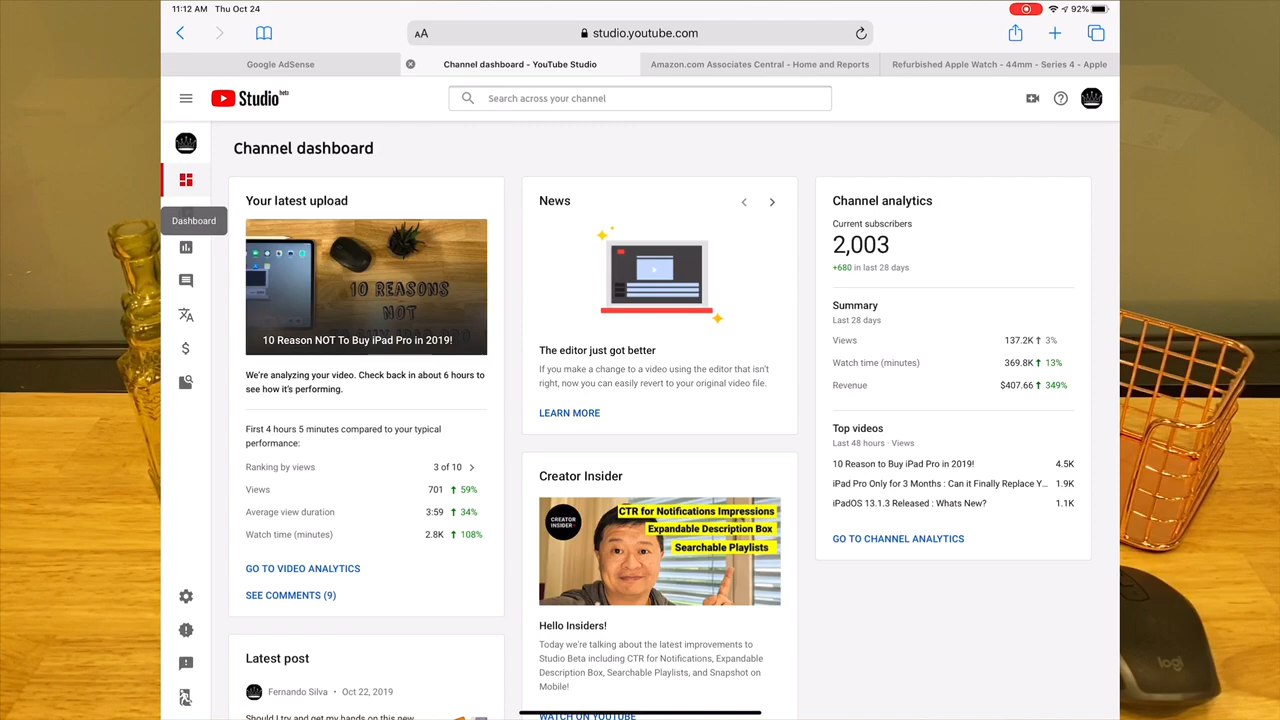 11:12 AM Thu Oct 24
92%
AA
studio.youtube.com
Google AdSense
Channel dashboard - YouTube Studio
Amazon.com Associates Central - Home and Reports
Refurbished Apple Watch - 44mm - Series 4 - Apple
Studio beta
Search across your channel
Channel dashboard
Dashboard
Your latest upload
10 REASONS
NOT TO
BUY IPAD PRO
10 Reason NOT To Buy iPad Pro in 2019!
We're analyzing your video. Check back in about 6 hours to
see how it's performing.
First 4 hours 5 minutes compared to your typical
performance:
Ranking by views 3 of 10
Views 701 59%
Average view duration 3:59 34%
Watch time (minutes) 2.8K 108%
GO TO VIDEO ANALYTICS
SEE COMMENTS (9)
Latest post
Fernando Silva • Oct 22, 2019
Should I try and get my hands on this new
News
The editor just got better
If you make a change to a video using the editor that isn't
right, now you can easily revert to your original video file.
LEARN MORE
Creator Insider
CREATOR
INSIDER
CTR for Notifications Impressions
Expandable Description Box
Searchable Playlists
Hello Insiders!
Today we're talking about the latest improvements to
Studio Beta including CTR for Notifications, Expandable
Description Box, Searchable Playlists, and Snapshot on
Mobile!
WATCH ON YOUTUBE
Channel analytics
Current subscribers
2,003
+680 in last 28 days
Summary
Last 28 days
Views 137.2K 3%
Watch time (minutes) 369.8K 13%
Revenue $407.66 349%
Top videos
Last 48 hours · Views
10 Reason to Buy iPad Pro in 2019! 4.5K
iPad Pro Only for 3 Months : Can it Finally Replace Y... 1.9K
iPadOS 13.1.3 Released : Whats New? 1.1K
GO TO CHANNEL ANALYTICS
logi